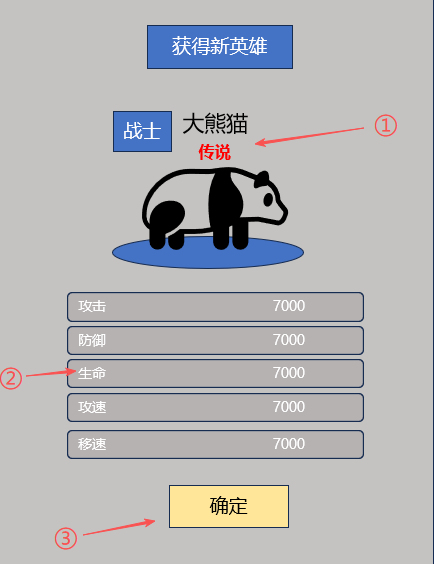 获得新英雄
战士 大熊猫
传说
①
攻击 7000
防御 7000
② 生命 7000
攻速 7000
移速 7000
确定
③